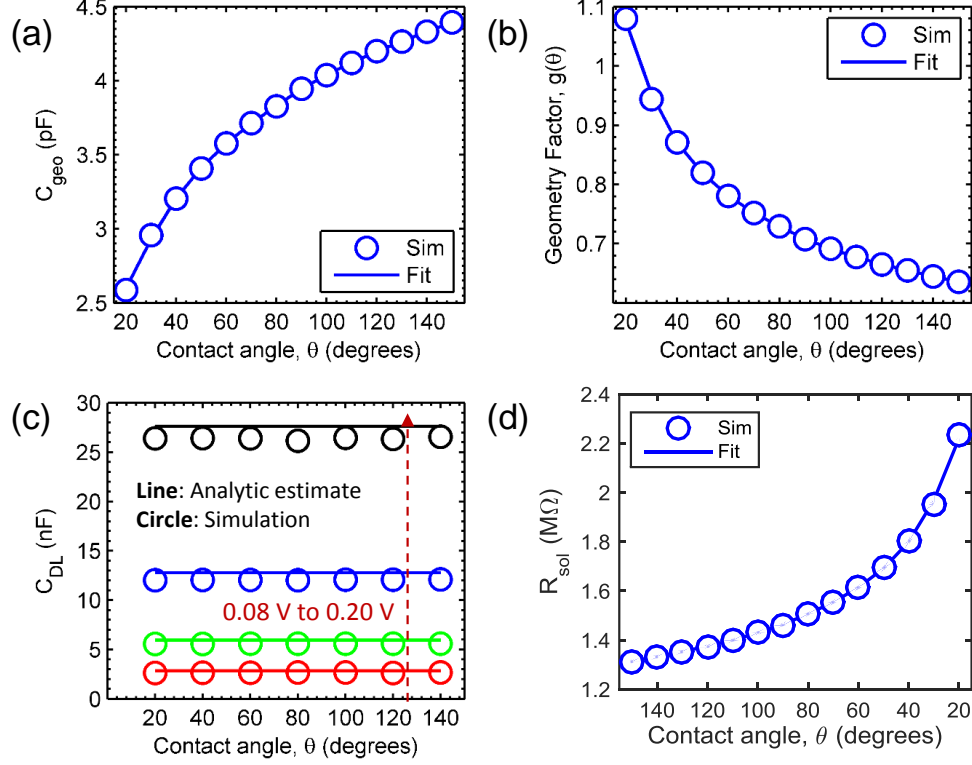 (a)
4.5
4
3.5
3
2.5
C_geo (pF)
Sim
Fit
20 40 60 80 100 120 140
Contact angle, θ (degrees)
(b)
1.1
1
0.9
0.8
0.7
Geometry Factor, g(θ)
Sim
Fit
20 40 60 80 100 120 140
Contact angle, θ (degrees)
(c)
30
25
20
15
10
5
0
C_DL (nF)
Line: Analytic estimate
Circle: Simulation
0.08 V to 0.20 V
20 40 60 80 100 120 140
Contact angle, θ (degrees)
(d)
2.4
2.2
2
1.8
1.6
1.4
1.2
R_sol (MΩ)
Sim
Fit
140 120 100 80 60 40 20
Contact angle, θ (degrees)